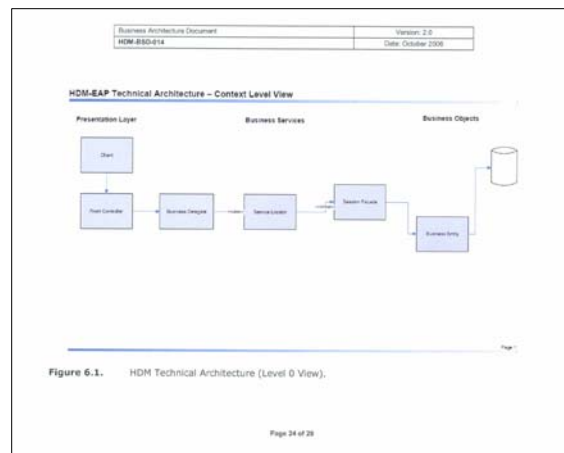 Business Architecture Document Version: 2.0
HDM-BSD-014 Date: October 2006
HDM-EAP Technical Architecture – Context Level View
Presentation Layer Business Services Business Objects
Client
Front Controller Business Delegate Service Locator Session Facade
Business Entity
Page 1
Figure 6.1. HDM Technical Architecture (Level 0 View).
Page 24 of 28